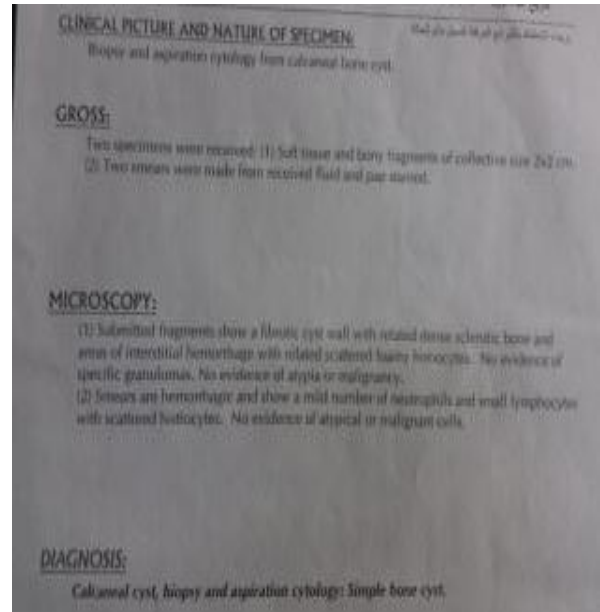 CLINICAL PICTURE AND NATURE OF SPECIMEN:
Biopsy and aspiration cytology from calcaneal bone cyst.
GROSS:
Two specimens were received: (1) Soft tissue and bony fragments of collective size 2x2 cm.
(2) Two smears were made from received fluid and pap stained.
MICROSCOPY:
(1) Submitted fragments show a fibrotic cyst wall with related dense sclerotic bone and
areas of interstitial hemorrhage with related scattered foamy histiocytes. No evidence of
specific granulomas. No evidence of atypia or malignancy.
(2) Smears are hemorrhagic and show a mild number of neutrophils and small lymphocytes
with scattered histiocytes. No evidence of atypical or malignant cells.
DIAGNOSIS:
Calcaneal cyst, biopsy and aspiration cytology: Simple bone cyst.